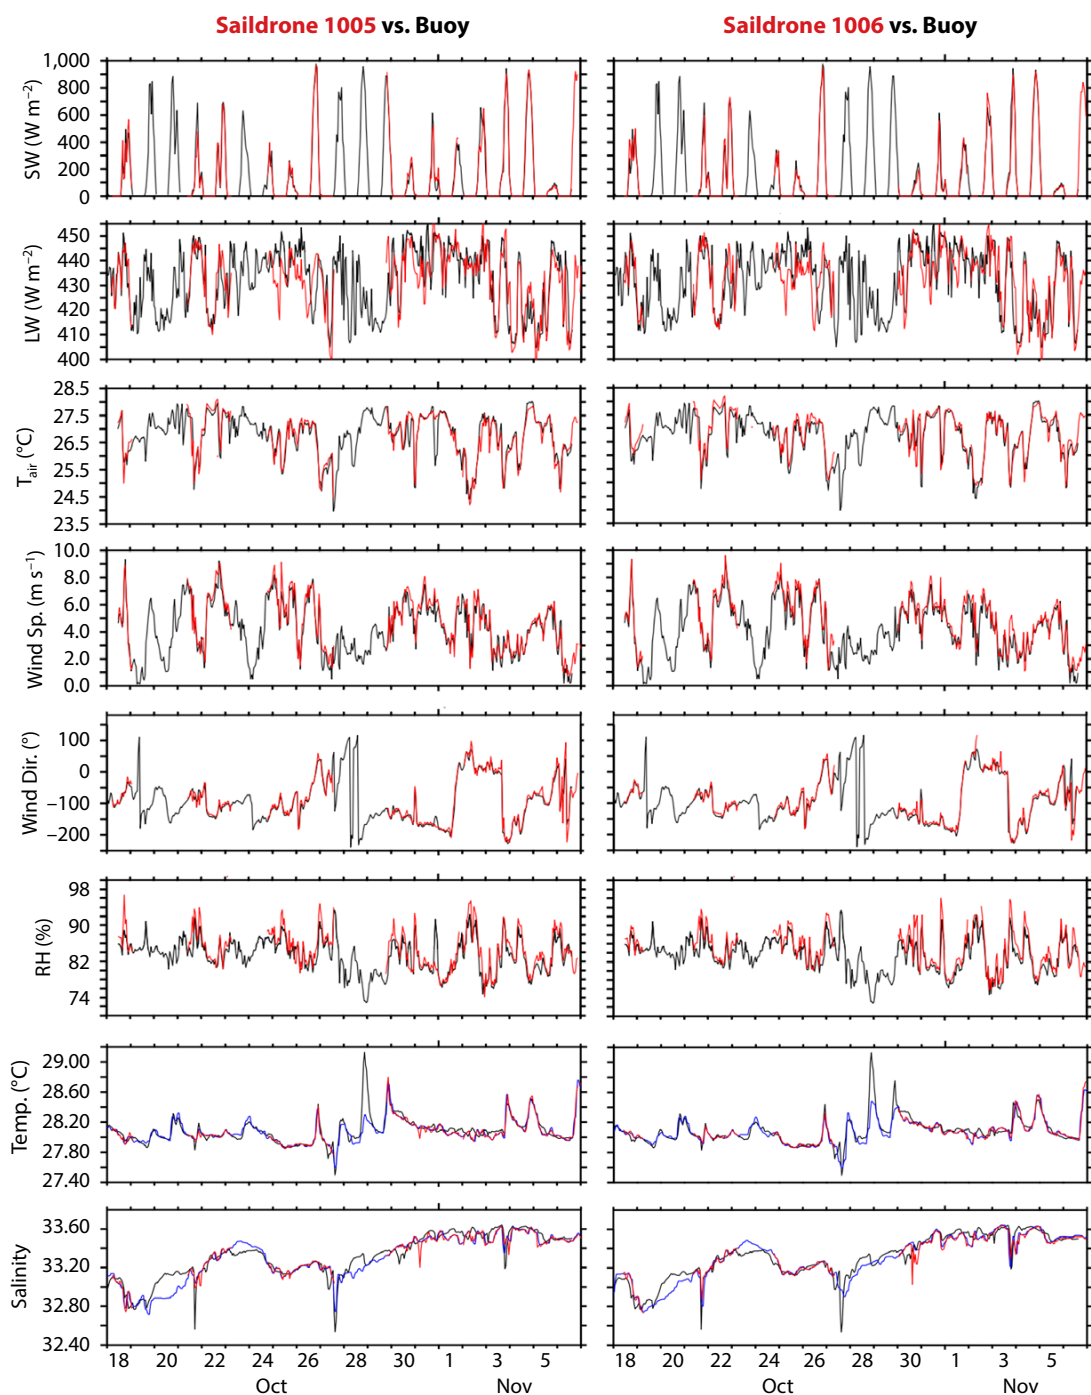 Saildrone 1005 vs. Buoy
Saildrone 1006 vs. Buoy
SW (W m⁻²)
1,000
800
600
400
200
0
LW (W m⁻²)
450
440
430
420
410
400
T_air (°C)
28.5
27.5
26.5
25.5
24.5
23.5
Wind Sp. (m s⁻¹)
10.0
8.0
6.0
4.0
2.0
0.0
Wind Dir. (°)
100
0
−100
−200
RH (%)
98
90
82
74
Temp. (°C)
29.00
28.60
28.20
27.80
27.40
Salinity
33.60
33.20
32.80
32.40
18 20 22 24 26 28 30 1 3 5
Oct Nov
18 20 22 24 26 28 30 1 3 5
Oct Nov